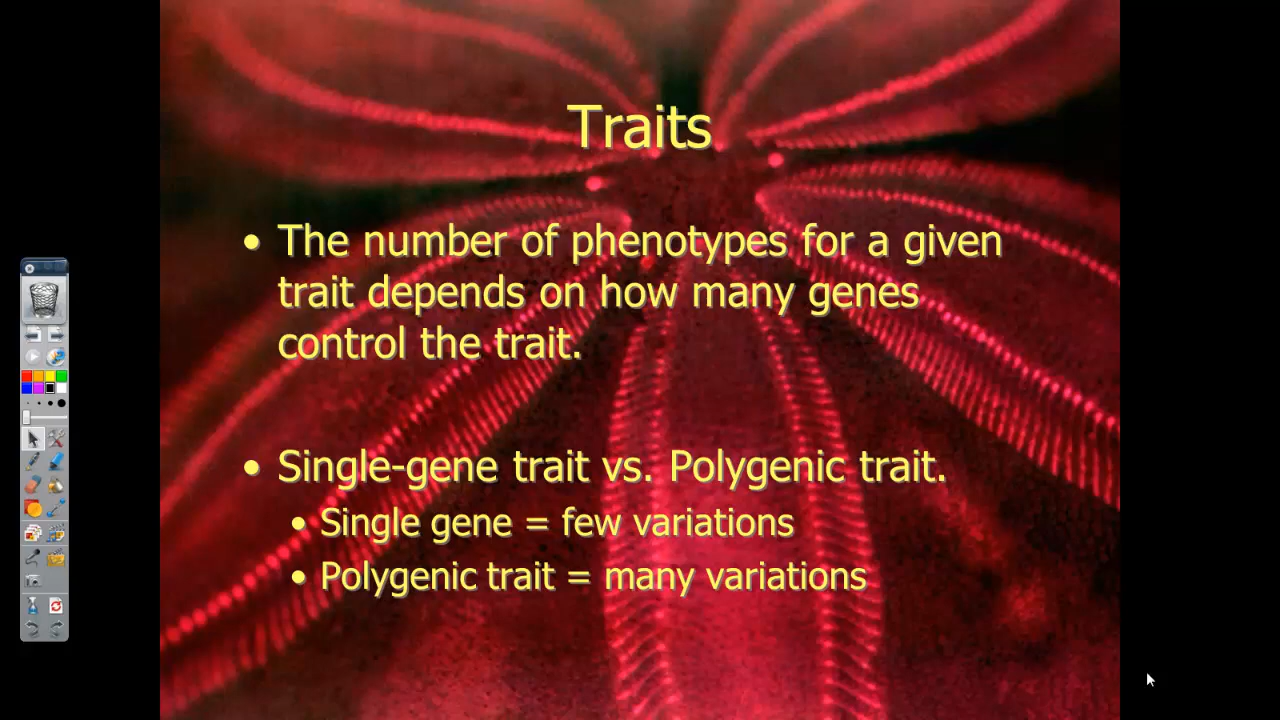 Traits
• The number of phenotypes for a given
trait depends on how many genes
control the trait.
• Single-gene trait vs. Polygenic trait.
• Single gene = few variations
• Polygenic trait = many variations